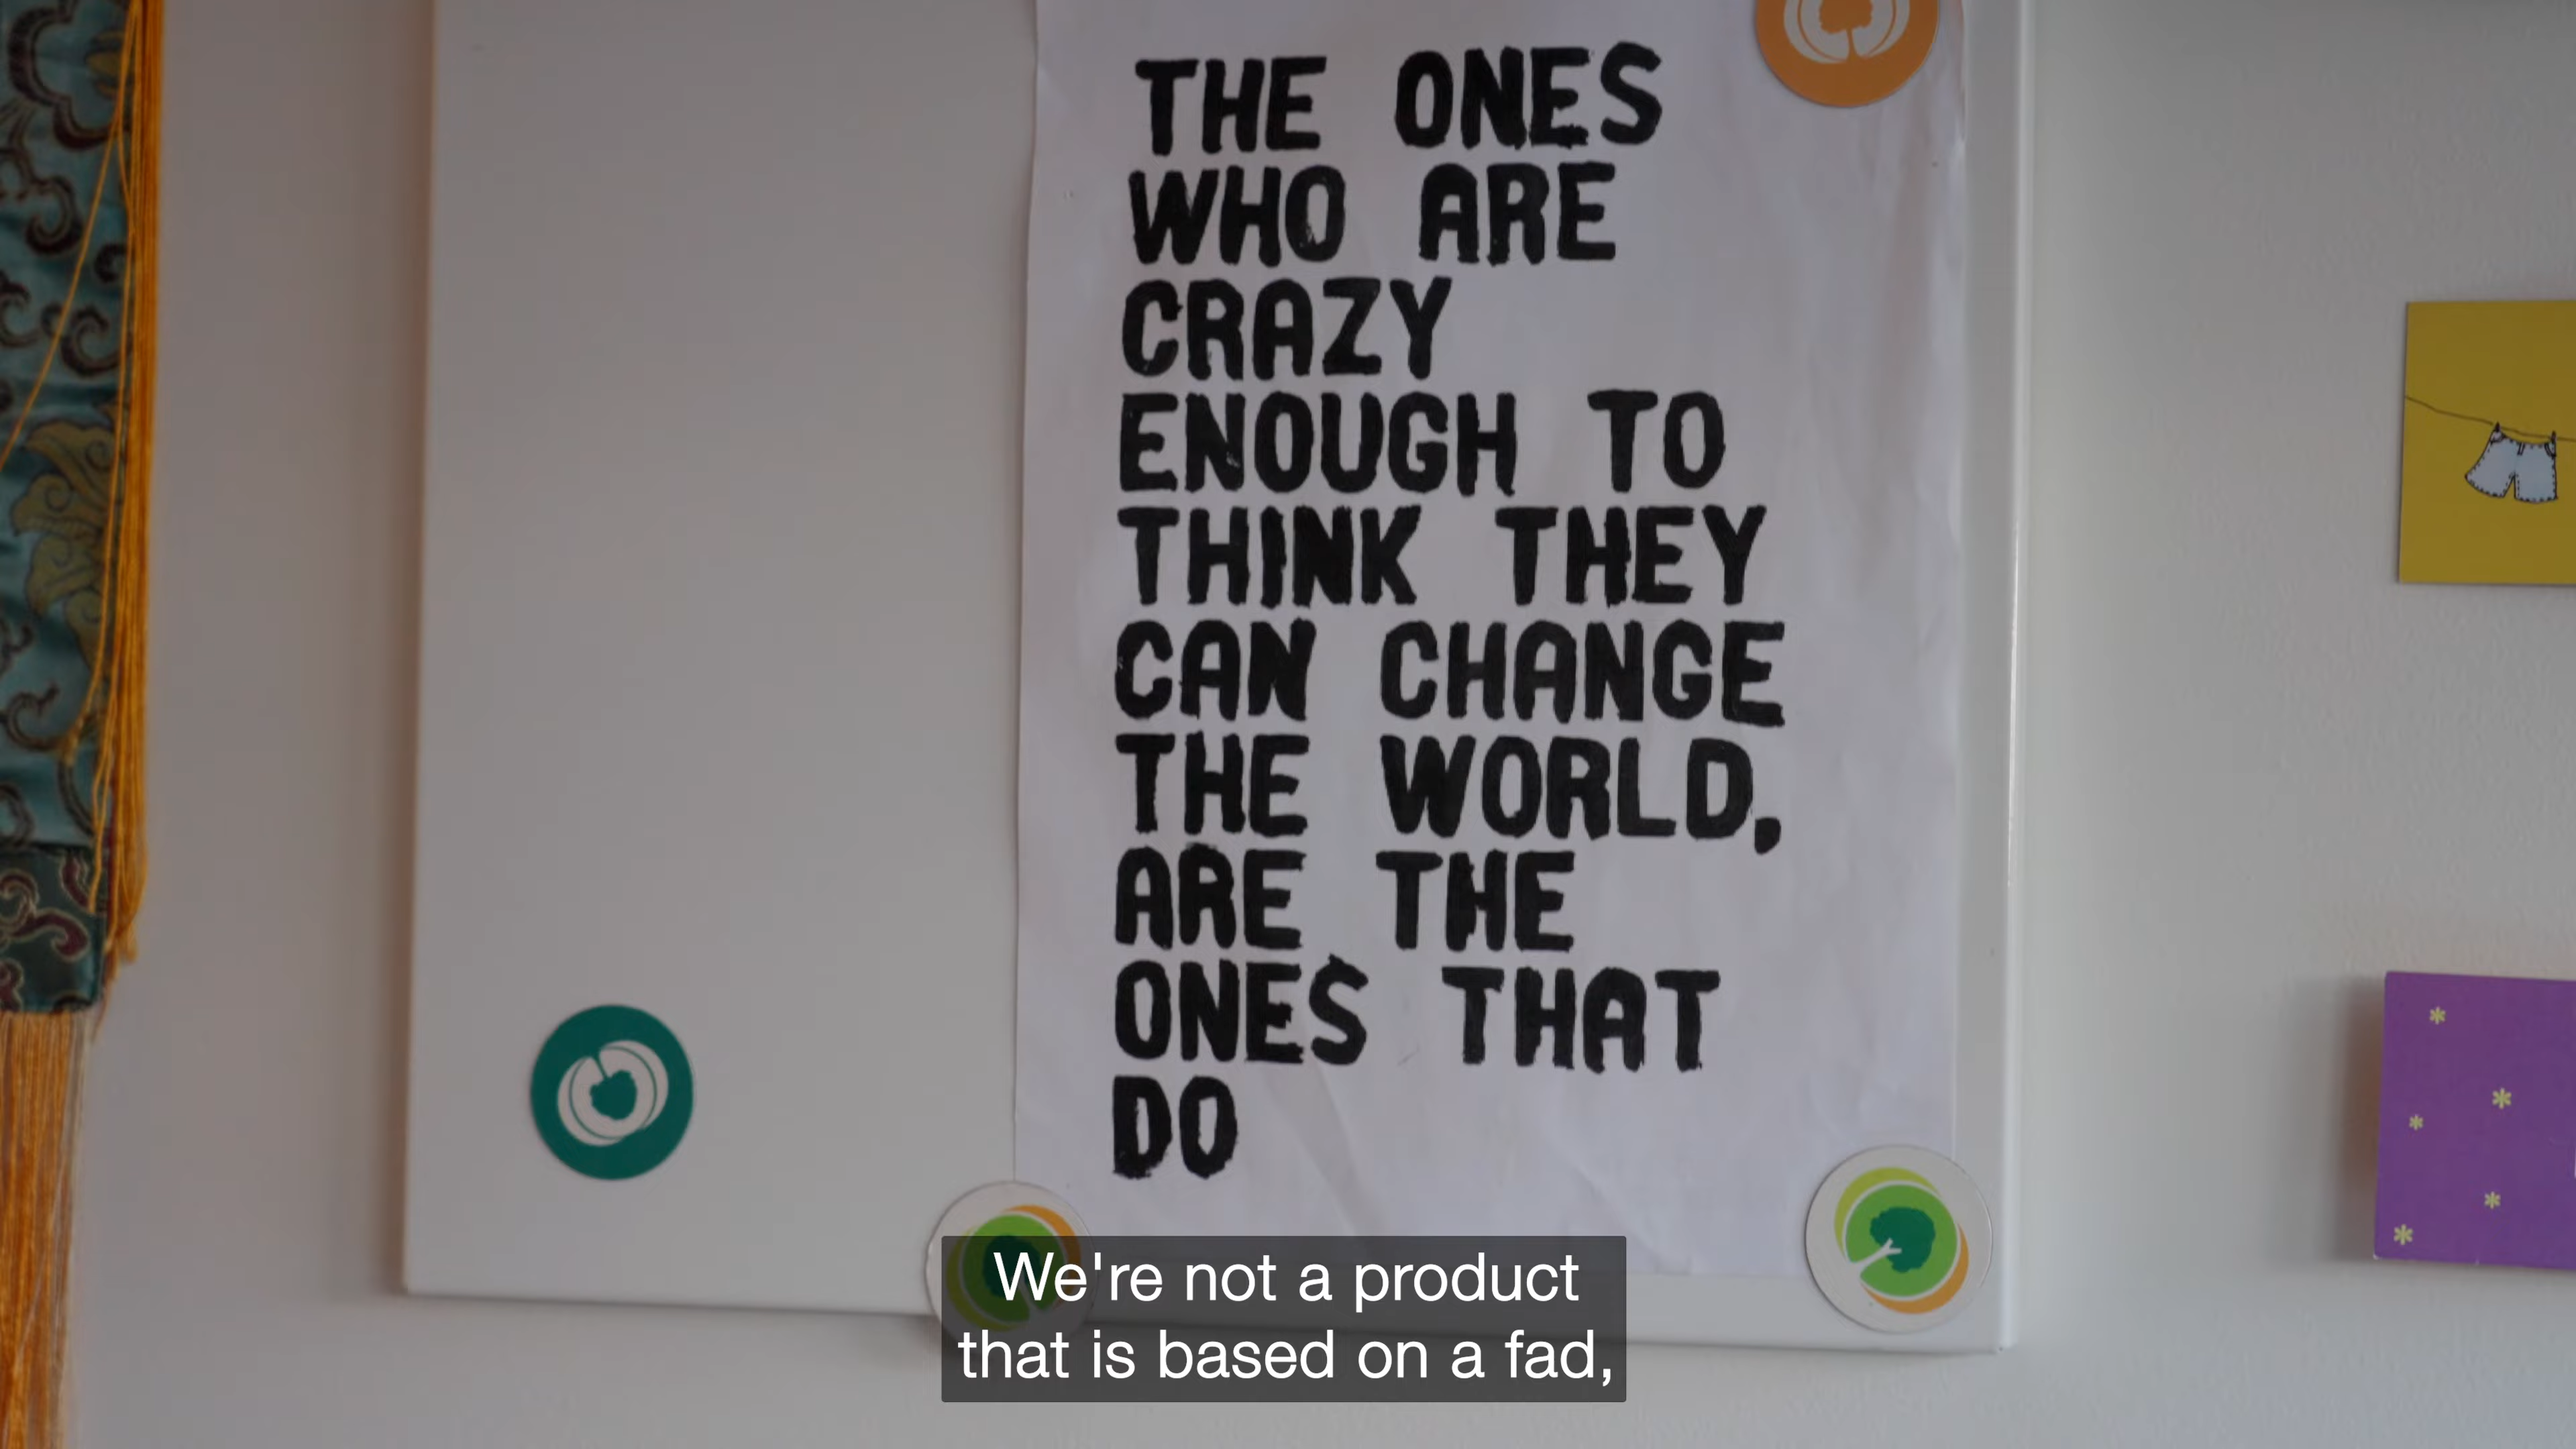 THE ONES
WHO ARE
CRAZY
ENOUGH TO
THINK THEY
CAN CHANGE
THE WORLD,
ARE THE
ONES THAT
DO
We're not a product
that is based on a fad,